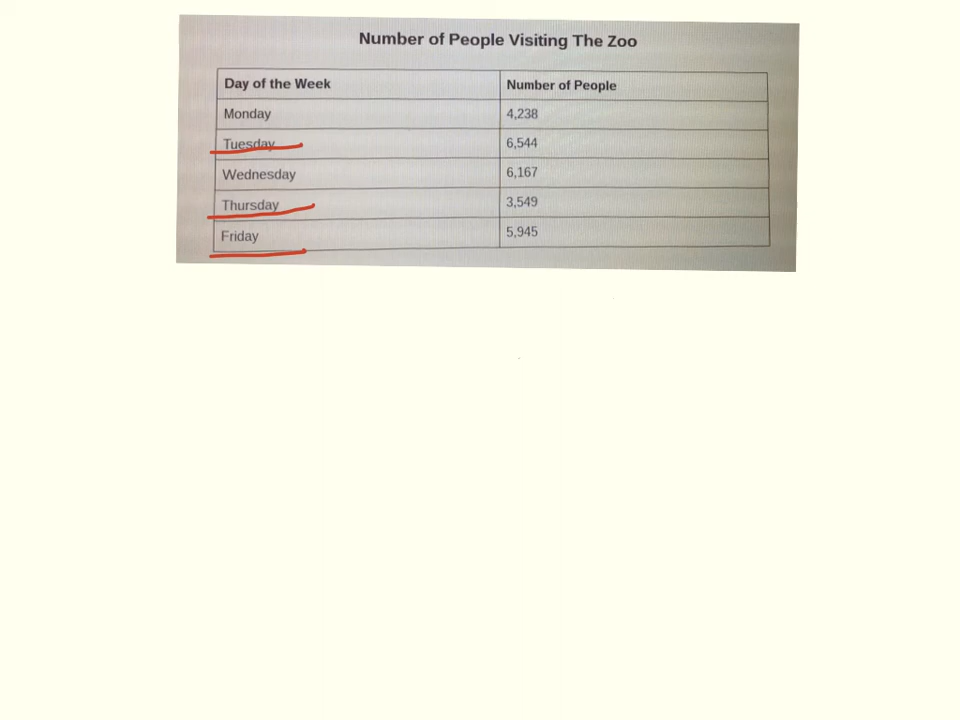 Number of People Visiting The Zoo
Day of the Week Number of People
Monday 4,238
Tuesday 6,544
Wednesday 6,167
Thursday 3,549
Friday 5,945